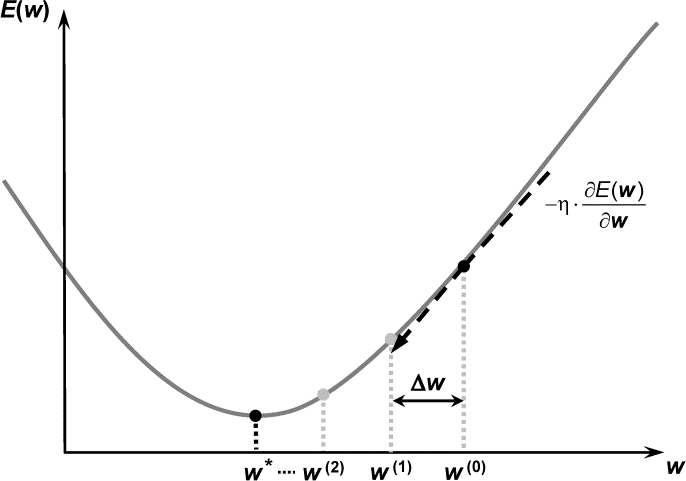 E(w)
−η · ∂E(w)/∂w
Δw
w* .... w(2) w(1) w(0) w